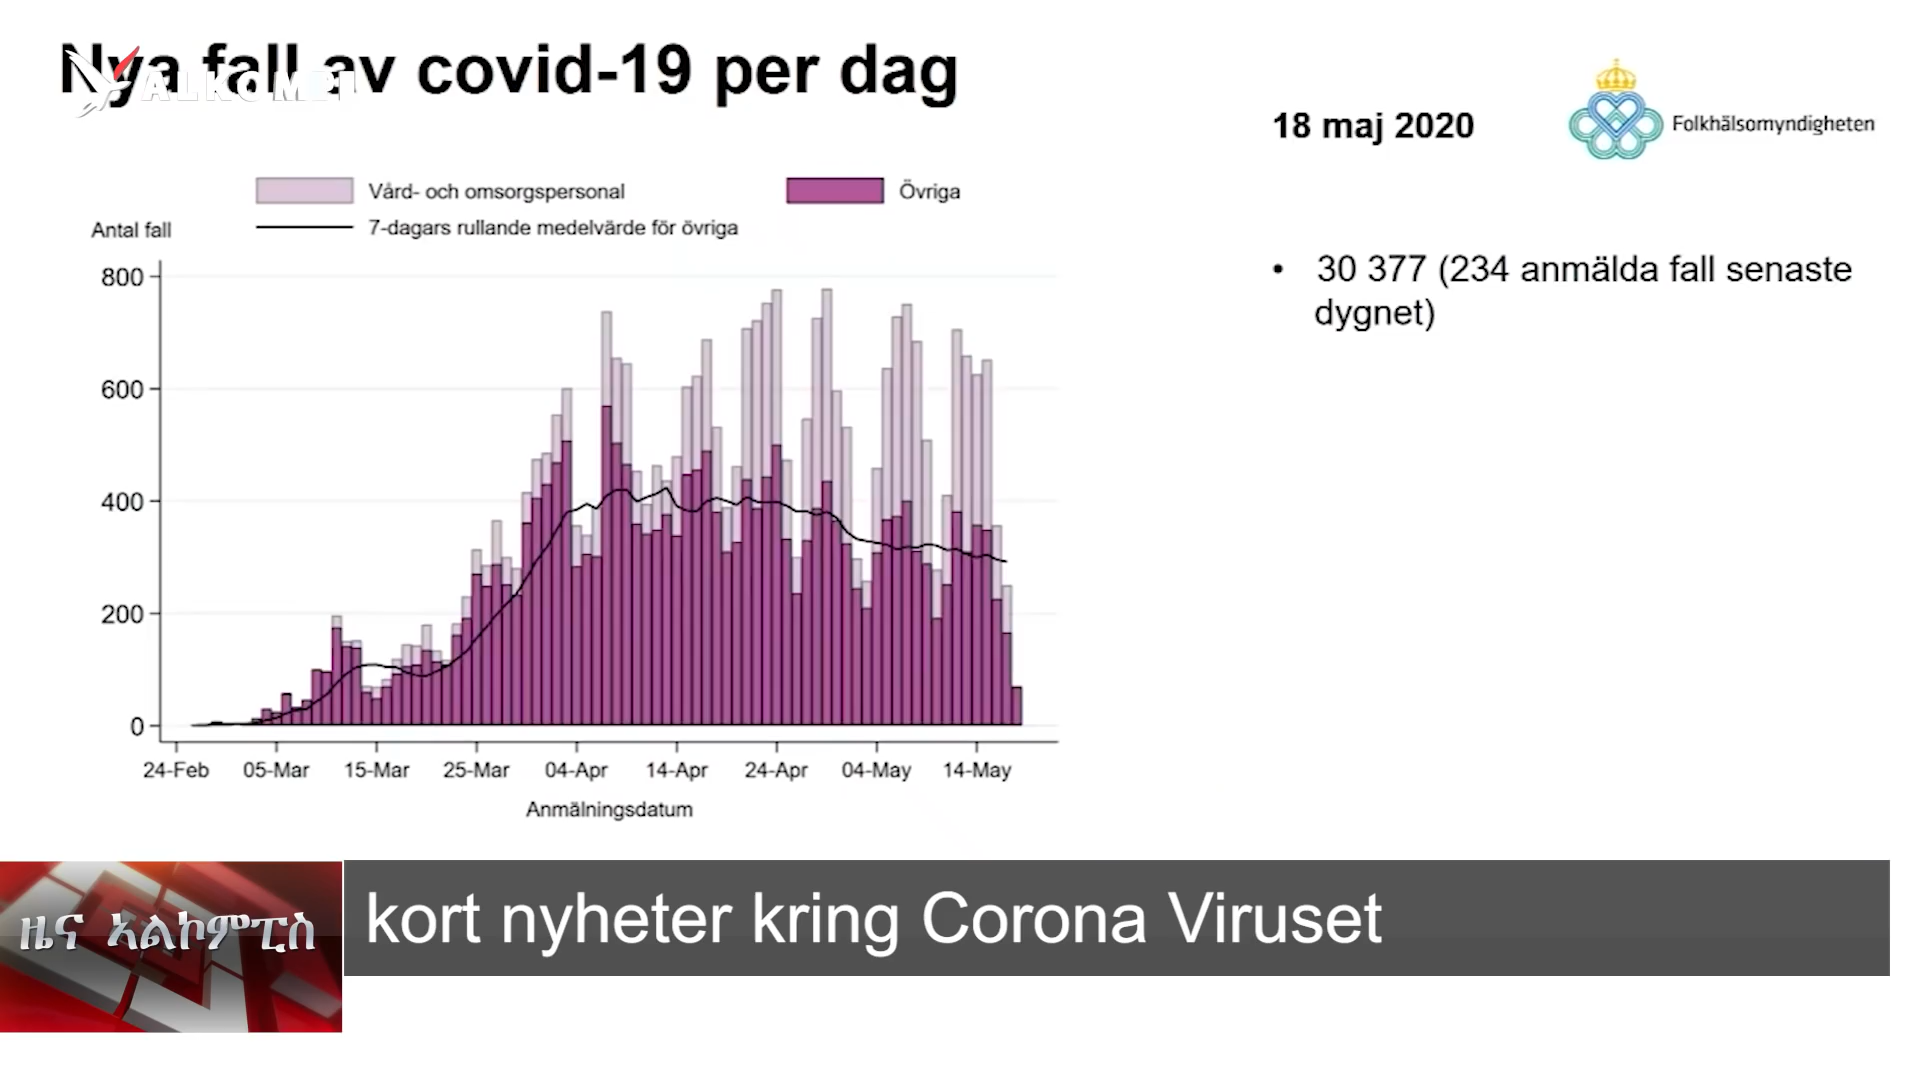 Nya fall av covid-19 per dag
ALKOMPI
18 maj 2020
Folkhälsomyndigheten
Vård- och omsorgspersonal
Övriga
7-dagars rullande medelvärde för övriga
Antal fall
30 377 (234 anmälda fall senaste
dygnet)
800
600
400
200
0
24-Feb 05-Mar 15-Mar 25-Mar 04-Apr 14-Apr 24-Apr 04-May 14-May
Anmälningsdatum
ዜና ኣልኮምፒስ
kort nyheter kring Corona Viruset